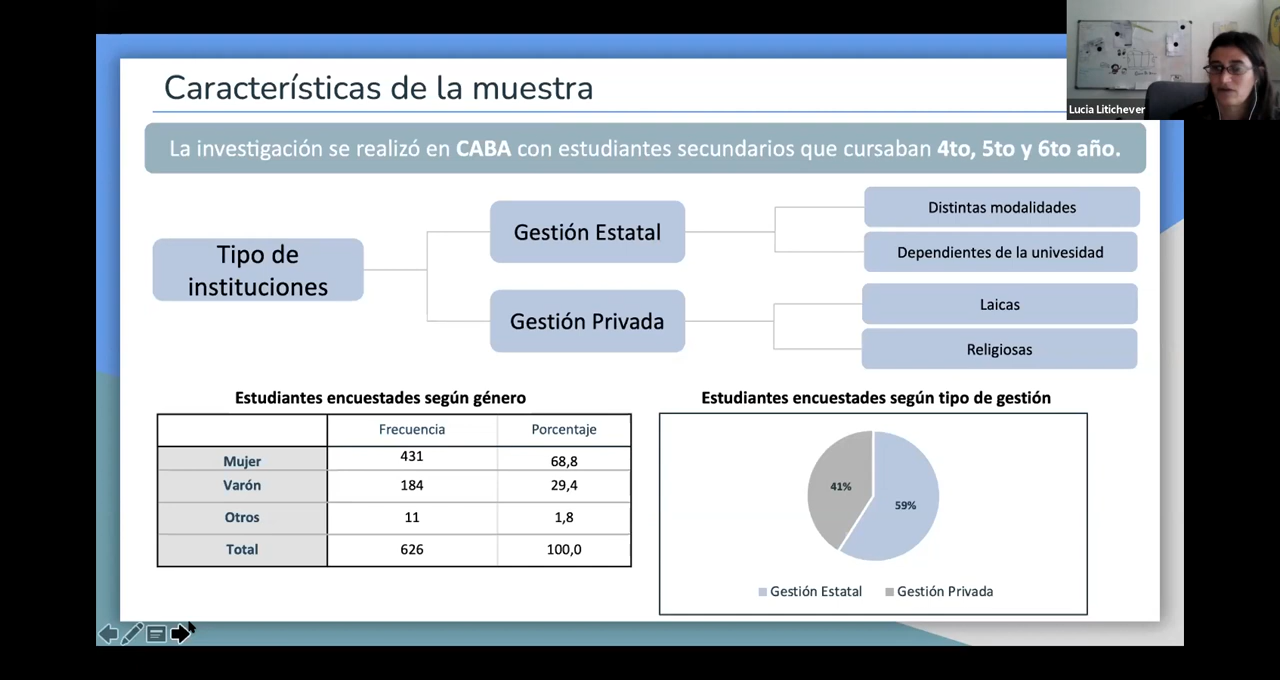 Lucia Litichever
Características de la muestra
La investigación se realizó en CABA con estudiantes secundarios que cursaban 4to, 5to y 6to año.
Tipo de
instituciones
Gestión Estatal
Distintas modalidades
Dependientes de la univesidad
Gestión Privada
Laicas
Religiosas
Estudiantes encuestades según género
Frecuencia Porcentaje
Mujer 431 68,8
Varón 184 29,4
Otros 11 1,8
Total 626 100,0
Estudiantes encuestades según tipo de gestión
41%
59%
Gestión Estatal Gestión Privada